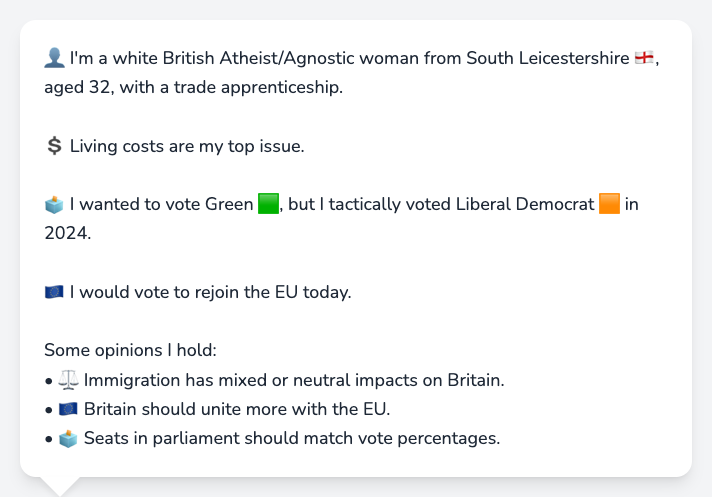 👤 I'm a white British Atheist/Agnostic woman from South Leicestershire 🏴󠁧󠁢󠁥󠁮󠁧󠁿,
aged 32, with a trade apprenticeship.
💲 Living costs are my top issue.
🗳️ I wanted to vote Green 🟩, but I tactically voted Liberal Democrat 🟧 in
2024.
🇪🇺 I would vote to rejoin the EU today.
Some opinions I hold:
• ⚖️ Immigration has mixed or neutral impacts on Britain.
• 🇪🇺 Britain should unite more with the EU.
• 🗳️ Seats in parliament should match vote percentages.